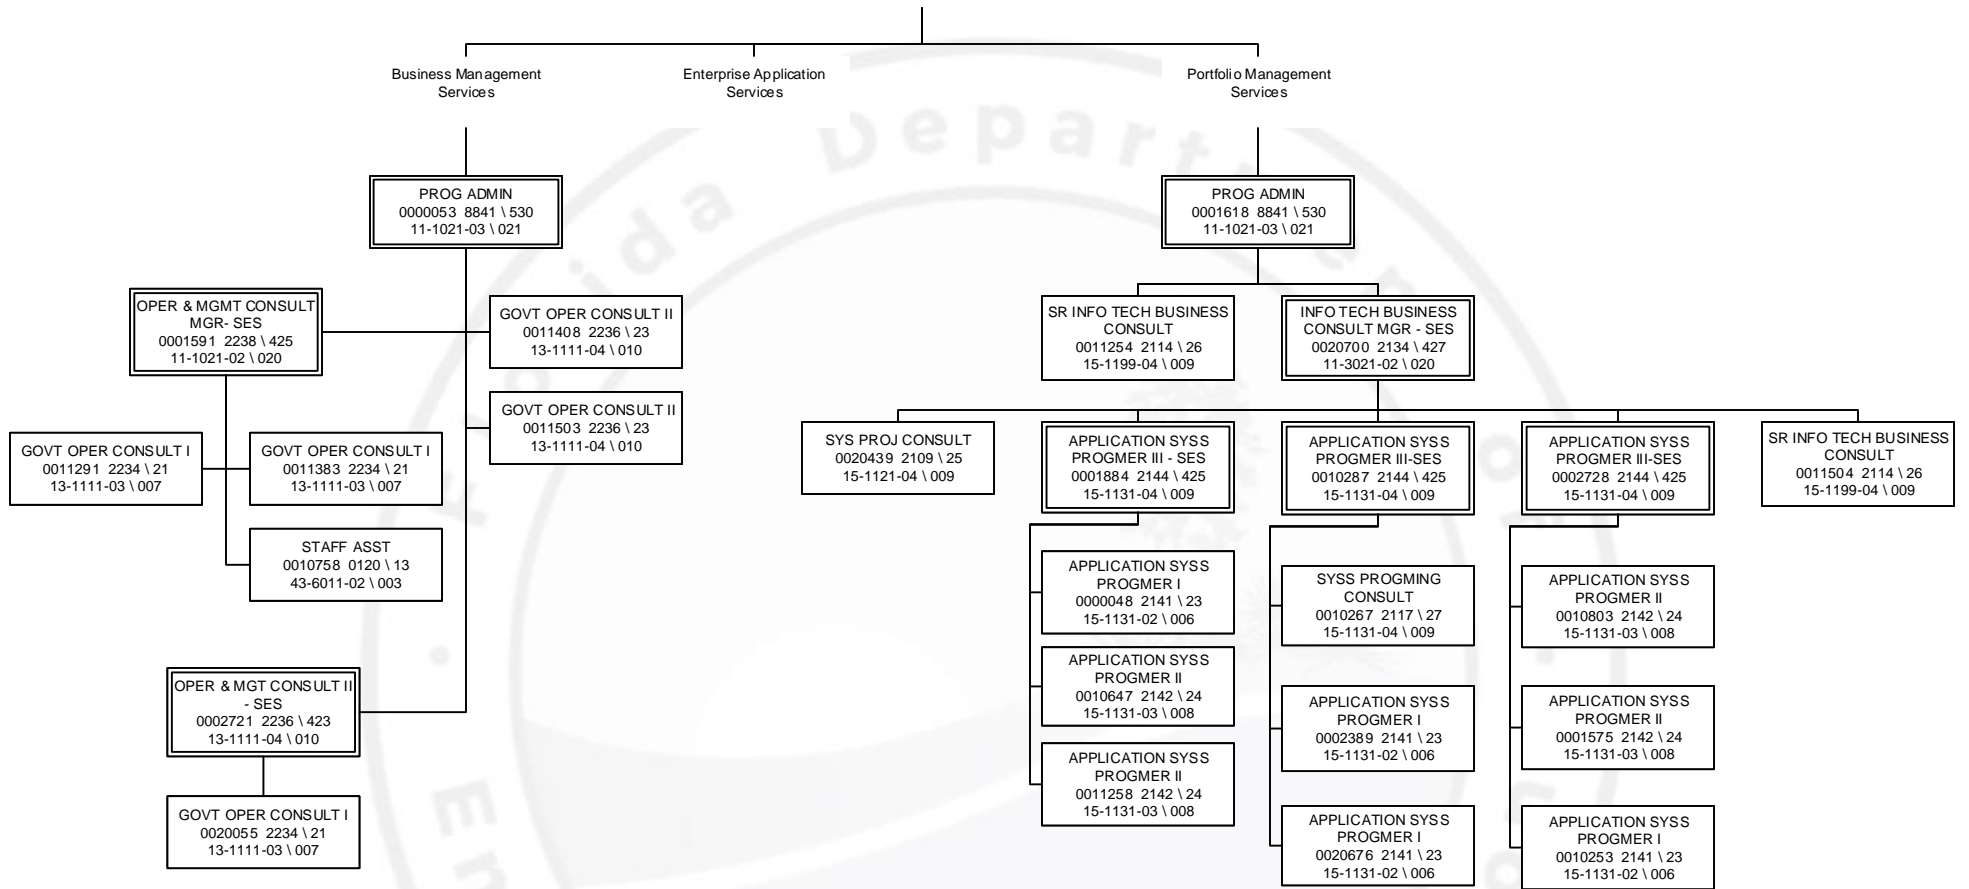 Business Management
Services
Enterprise Application
Services
Portfolio Management
Services
PROG ADMIN
0000053 8841 \ 530
11-1021-03 \ 021
PROG ADMIN
0001618 8841 \ 530
11-1021-03 \ 021
OPER & MGMT CONSULT
MGR- SES
0001591 2238 \ 425
11-1021-02 \ 020
GOVT OPER CONSULT II
0011408 2236 \ 23
13-1111-04 \ 010
SR INFO TECH BUSINESS
CONSULT
0011254 2114 \ 26
15-1199-04 \ 009
INFO TECH BUSINESS
CONSULT MGR - SES
0020700 2134 \ 427
11-3021-02 \ 020
GOVT OPER CONSULT II
0011503 2236 \ 23
13-1111-04 \ 010
GOVT OPER CONSULT I
0011291 2234 \ 21
13-1111-03 \ 007
GOVT OPER CONSULT I
0011383 2234 \ 21
13-1111-03 \ 007
SYS PROJ CONSULT
0020439 2109 \ 25
15-1121-04 \ 009
APPLICATION SYSS
PROGMER III - SES
0001884 2144 \ 425
15-1131-04 \ 009
APPLICATION SYSS
PROGMER III-SES
0010287 2144 \ 425
15-1131-04 \ 009
APPLICATION SYSS
PROGMER III-SES
0002728 2144 \ 425
15-1131-04 \ 009
SR INFO TECH BUSINESS
CONSULT
0011504 2114 \ 26
15-1199-04 \ 009
STAFF ASST
0010758 0120 \ 13
43-6011-02 \ 003
APPLICATION SYSS
PROGMER I
0000048 2141 \ 23
15-1131-02 \ 006
SYSS PROGMING
CONSULT
0010267 2117 \ 27
15-1131-04 \ 009
APPLICATION SYSS
PROGMER II
0010803 2142 \ 24
15-1131-03 \ 008
APPLICATION SYSS
PROGMER II
0010647 2142 \ 24
15-1131-03 \ 008
OPER & MGT CONSULT II
- SES
0002721 2236 \ 423
13-1111-04 \ 010
APPLICATION SYSS
PROGMER I
0002389 2141 \ 23
15-1131-02 \ 006
APPLICATION SYSS
PROGMER II
0001575 2142 \ 24
15-1131-03 \ 008
APPLICATION SYSS
PROGMER II
0011258 2142 \ 24
15-1131-03 \ 008
GOVT OPER CONSULT I
0020055 2234 \ 21
13-1111-03 \ 007
APPLICATION SYSS
PROGMER I
0020676 2141 \ 23
15-1131-02 \ 006
APPLICATION SYSS
PROGMER I
0010253 2141 \ 23
15-1131-02 \ 006